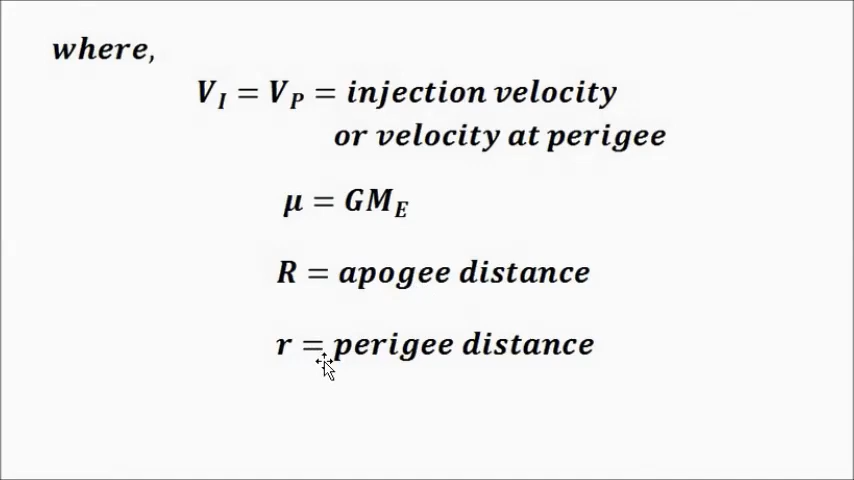 where,
V_I = V_P = injection velocity
or velocity at perigee
μ = GM_E
R = apogee distance
r = perigee distance